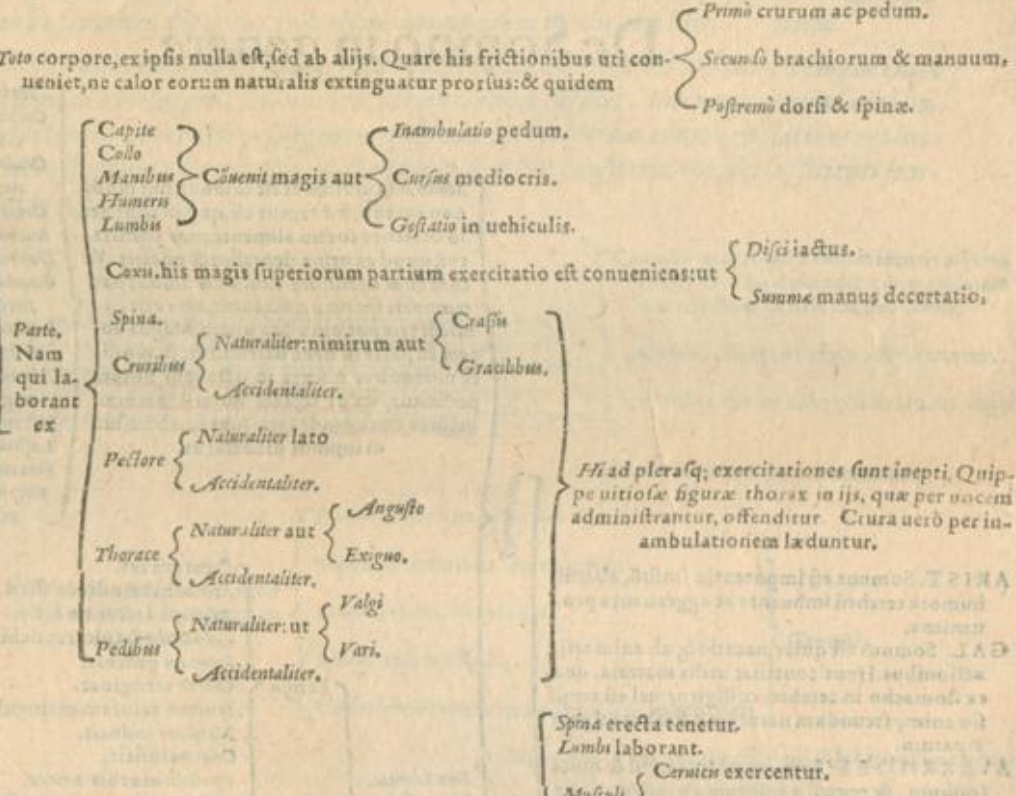 Primò crurum ac pedum.
Toto corpore, ex ipſis nulla eſt, ſed ab alijs. Quare his frictionibus uti con-
Secundò brachiorum & manuum,
ueniet, ne calor eorum naturalis extinguatur prorſus: & quidem
Poſtremò dorſi & ſpinæ.
Capite
Collo
Manibus
Humeris
Lumbis
Cõuenit magis aut
Inambulatio pedum.
Curſus mediocris.
Geſtatio in uehiculis.
Coxis. his magis ſuperiorum partium exercitatio eſt conueniens: ut
Diſci iactus.
Summæ manus decertatio,
Parte.
Nam
qui la-
borant
ex
Spina.
Cruribus
Naturaliter: nimirum aut
Craſſis
Gracilibus.
Accidentaliter.
Pectore
Naturaliter lato
Accidentaliter.
Thorace
Naturaliter aut
Anguſto
Exiguo.
Accidentaliter.
Pedibus
Naturaliter: ut
Valgi
Vari.
Accidentaliter.
Hi ad pleraſq; exercitationes ſunt inepti. Quip-
pe uitioſæ figuræ thorax in ijs, quæ per uocem
adminiſtrantur, offenditur. Crura uerò per in-
ambulationem læduntur.
Spina erecta tenetur.
Lumbi laborant.
Muſculi
Ceruicis exercentur.